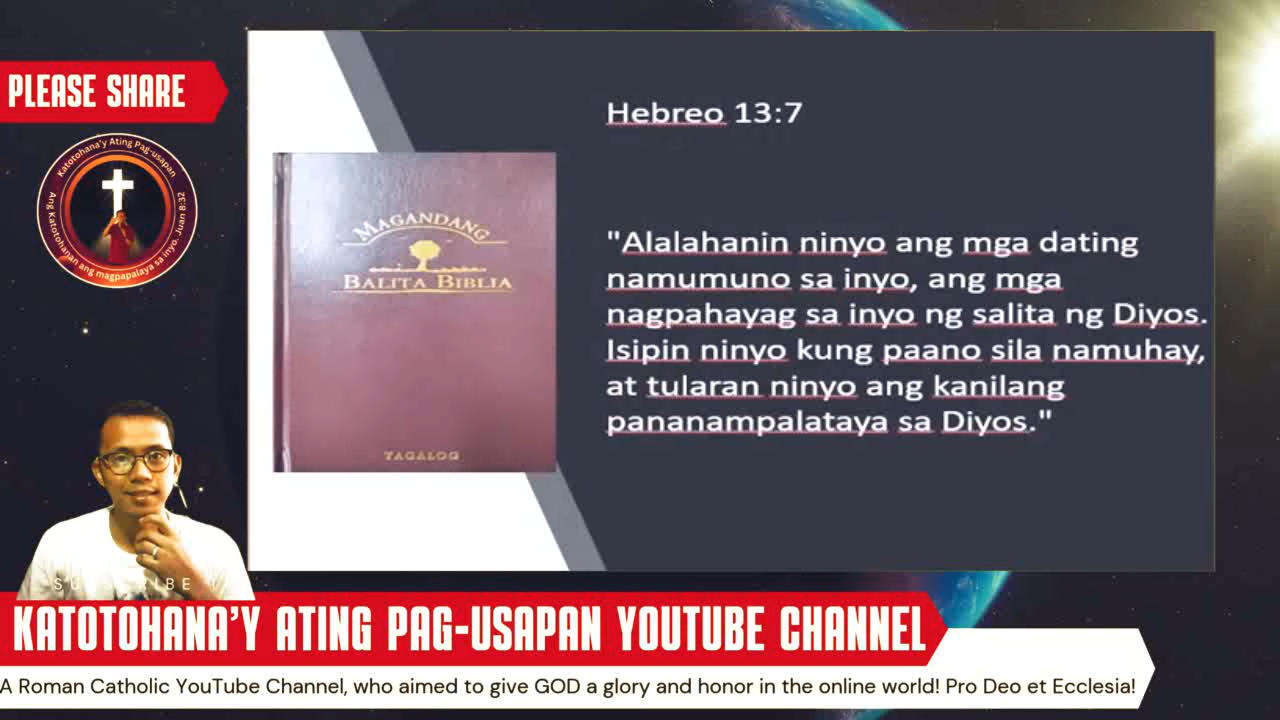 PLEASE SHARE
Katotohana'y Ating Pag-usapan
Ang Katotohanan ang magpapalaya sa inyo. Juan 8:32
Hebreo 13:7
MAGANDANG
BALITA BIBLIA
TAGALOG
"Alalahanin ninyo ang mga dating
namumuno sa inyo, ang mga
nagpahayag sa inyo ng salita ng Diyos.
Isipin ninyo kung paano sila namuhay,
at tularan ninyo ang kanilang
pananampalataya sa Diyos."
KATOTOHANA'Y ATING PAG-USAPAN YOUTUBE CHANNEL
A Roman Catholic YouTube Channel, who aimed to give GOD a glory and honor in the online world! Pro Deo et Ecclesia!